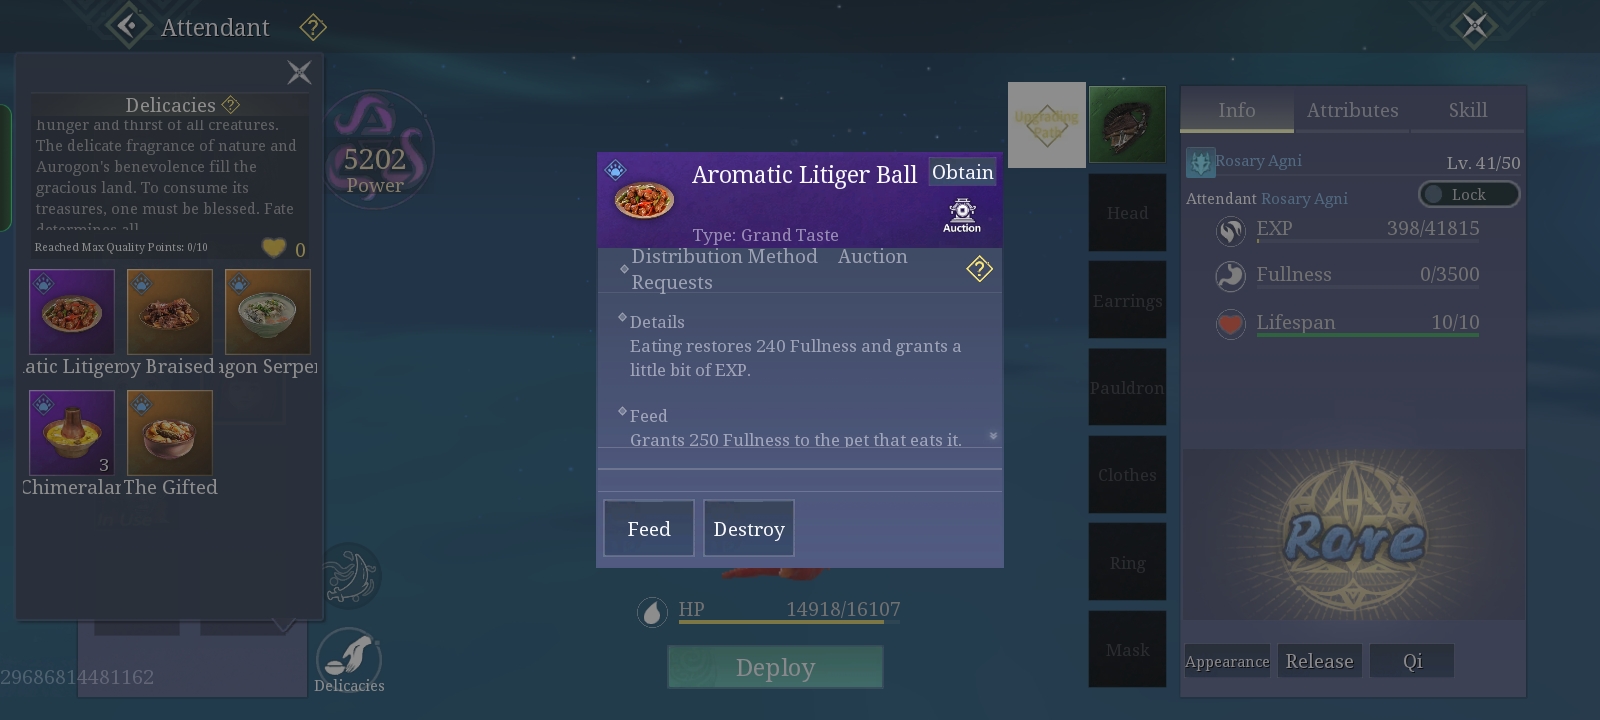 Attendant
Delicacies
hunger and thirst of all creatures.
The delicate fragrance of nature and
Aurogon's benevolence fill the
gracious land. To consume its
treasures, one must be blessed. Fate
determines all
Reached Max Quality Points: 0/10
0
atic Litiger
oy Braised
agon Serper
3
Chimeralar
The Gifted
29686814481162
Delicacies
5202
Power
Aromatic Litiger Ball
Obtain
Type: Grand Taste
Auction
Distribution Method Auction
Requests
Details
Eating restores 240 Fullness and grants a
little bit of EXP.
Feed
Grants 250 Fullness to the pet that eats it.
Feed
Destroy
HP 14918/16107
Deploy
Upgrading
Path
Head
Earrings
Pauldron
Clothes
Ring
Mask
Info
Attributes
Skill
Rosary Agni
Lv. 41/50
Attendant Rosary Agni
Lock
EXP 398/41815
Fullness 0/3500
Lifespan 10/10
Rare
Appearance
Release
Qi